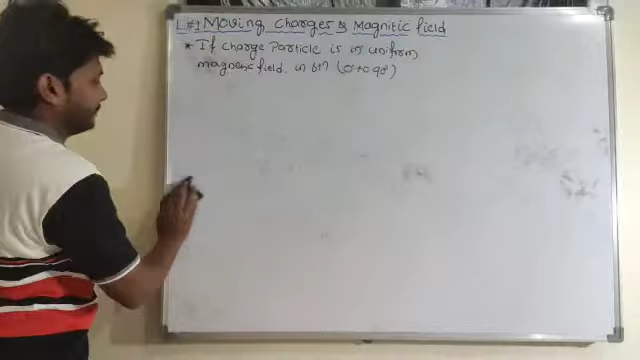 L#1 Moving Charges & Magnitic field
* If charge Particle is in uniform
magnetic field. in btn (0° to 90°)